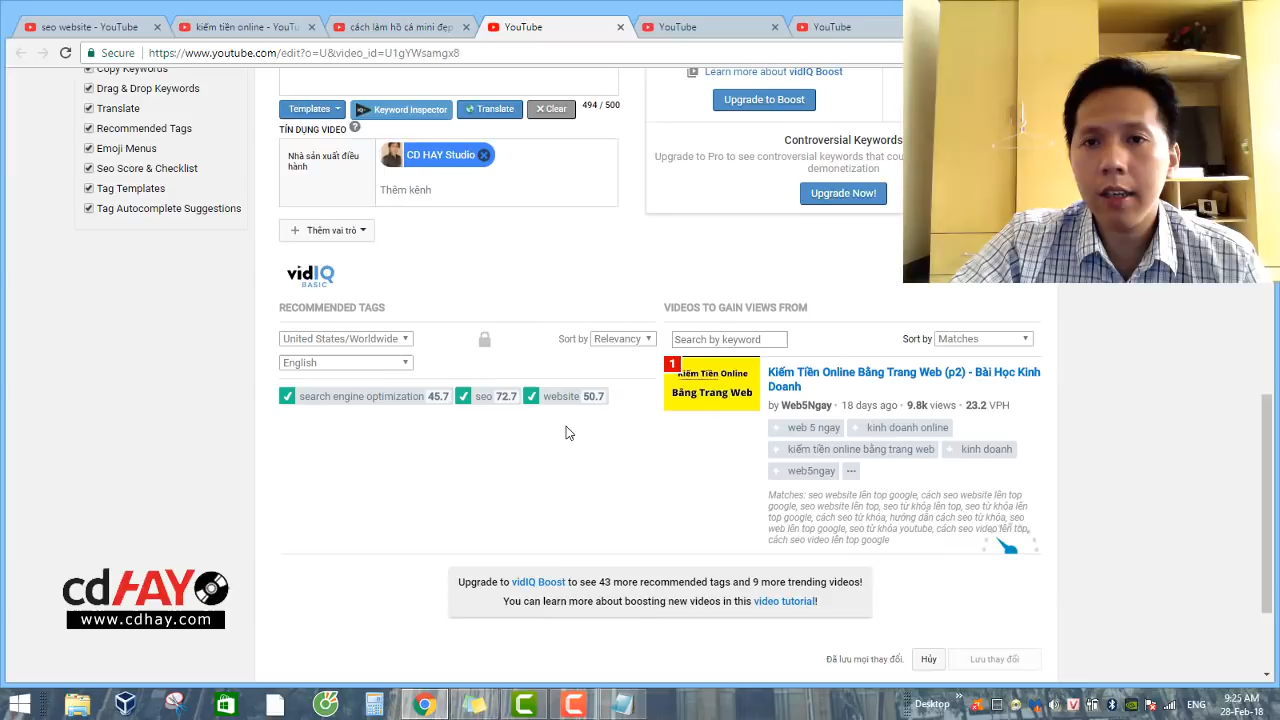 seo website - YouTube
kiếm tiền online - YouTu
cách làm hồ cá mini đẹp
YouTube
YouTube
YouTube
Secure
https://www.youtube.com/edit?o=U&video_id=U1gYWsamgx8
Copy Keywords
Drag & Drop Keywords
Translate
Recommended Tags
Emoji Menus
Seo Score & Checklist
Tag Templates
Tag Autocomplete Suggestions
Templates
Keyword Inspector
Translate
Clear
494 / 500
TÍN DỤNG VIDEO
Nhà sản xuất điều
hành
CD HAY Studio
Thêm kênh
Thêm vai trò
Learn more about vidIQ Boost
Upgrade to Boost
Controversial Keywords
Upgrade to Pro to see controversial keywords that cou
demonetization
Upgrade Now!
vidIQ
BASIC
RECOMMENDED TAGS
United States/Worldwide
Sort by Relevancy
English
search engine optimization 45.7
seo 72.7
website 50.7
VIDEOS TO GAIN VIEWS FROM
Search by keyword
Sort by Matches
1
Kiếm Tiền Online
Bằng Trang Web
Kiếm Tiền Online Bằng Trang Web (p2) - Bài Học Kinh
Doanh
by Web5Ngay - 18 days ago - 9.8k views - 23.2 VPH
web 5 ngay
kinh doanh online
kiếm tiền online bằng trang web
kinh doanh
web5ngay
Matches: seo website lên top google, cách seo website lên top
google, seo website lên top, seo từ khóa lên top, seo từ khóa lên
top google, cách seo từ khóa, hướng dẫn cách seo từ khóa, seo
web lên top google, seo từ khóa youtube, cách seo video lên top,
cách seo video lên top google
Upgrade to vidIQ Boost to see 43 more recommended tags and 9 more trending videos!
You can learn more about boosting new videos in this video tutorial!
Đã lưu mọi thay đổi.
Hủy
Lưu thay đổi
cdHAY
www.cdhay.com
Desktop
ENG
9:25 AM
28-Feb-18